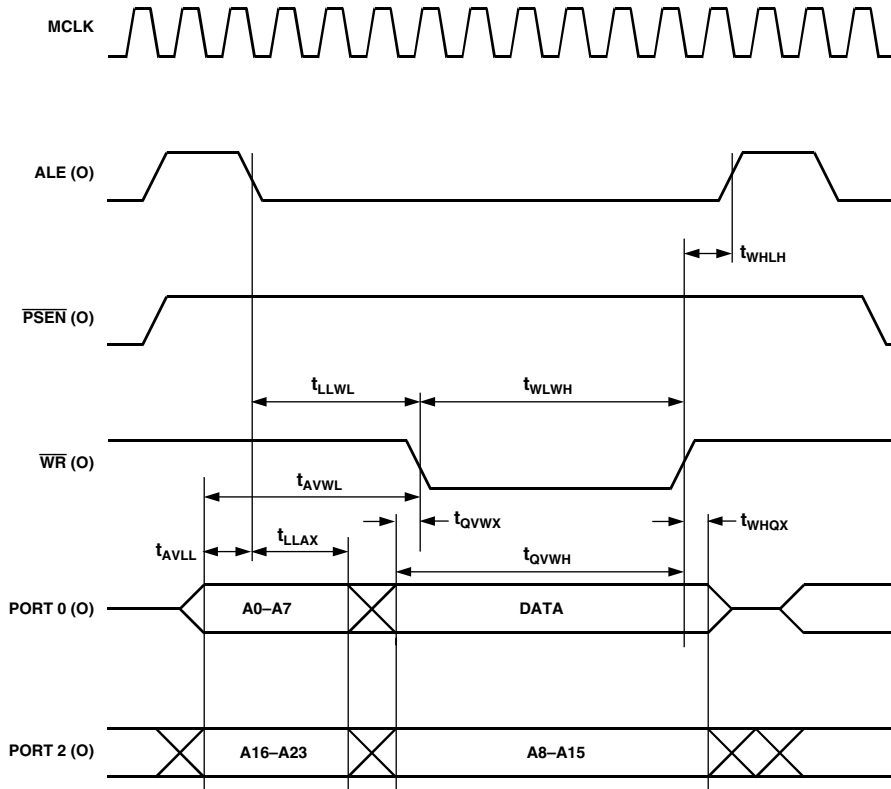 MCLK
ALE (O)
t_WHLH
PSEN (O)
t_LLWL
t_WLWH
WR (O)
t_AVWL
t_QVWX
t_WHQX
t_AVLL
t_LLAX
t_QVWH
PORT 0 (O)
A0–A7
DATA
PORT 2 (O)
A16–A23
A8–A15